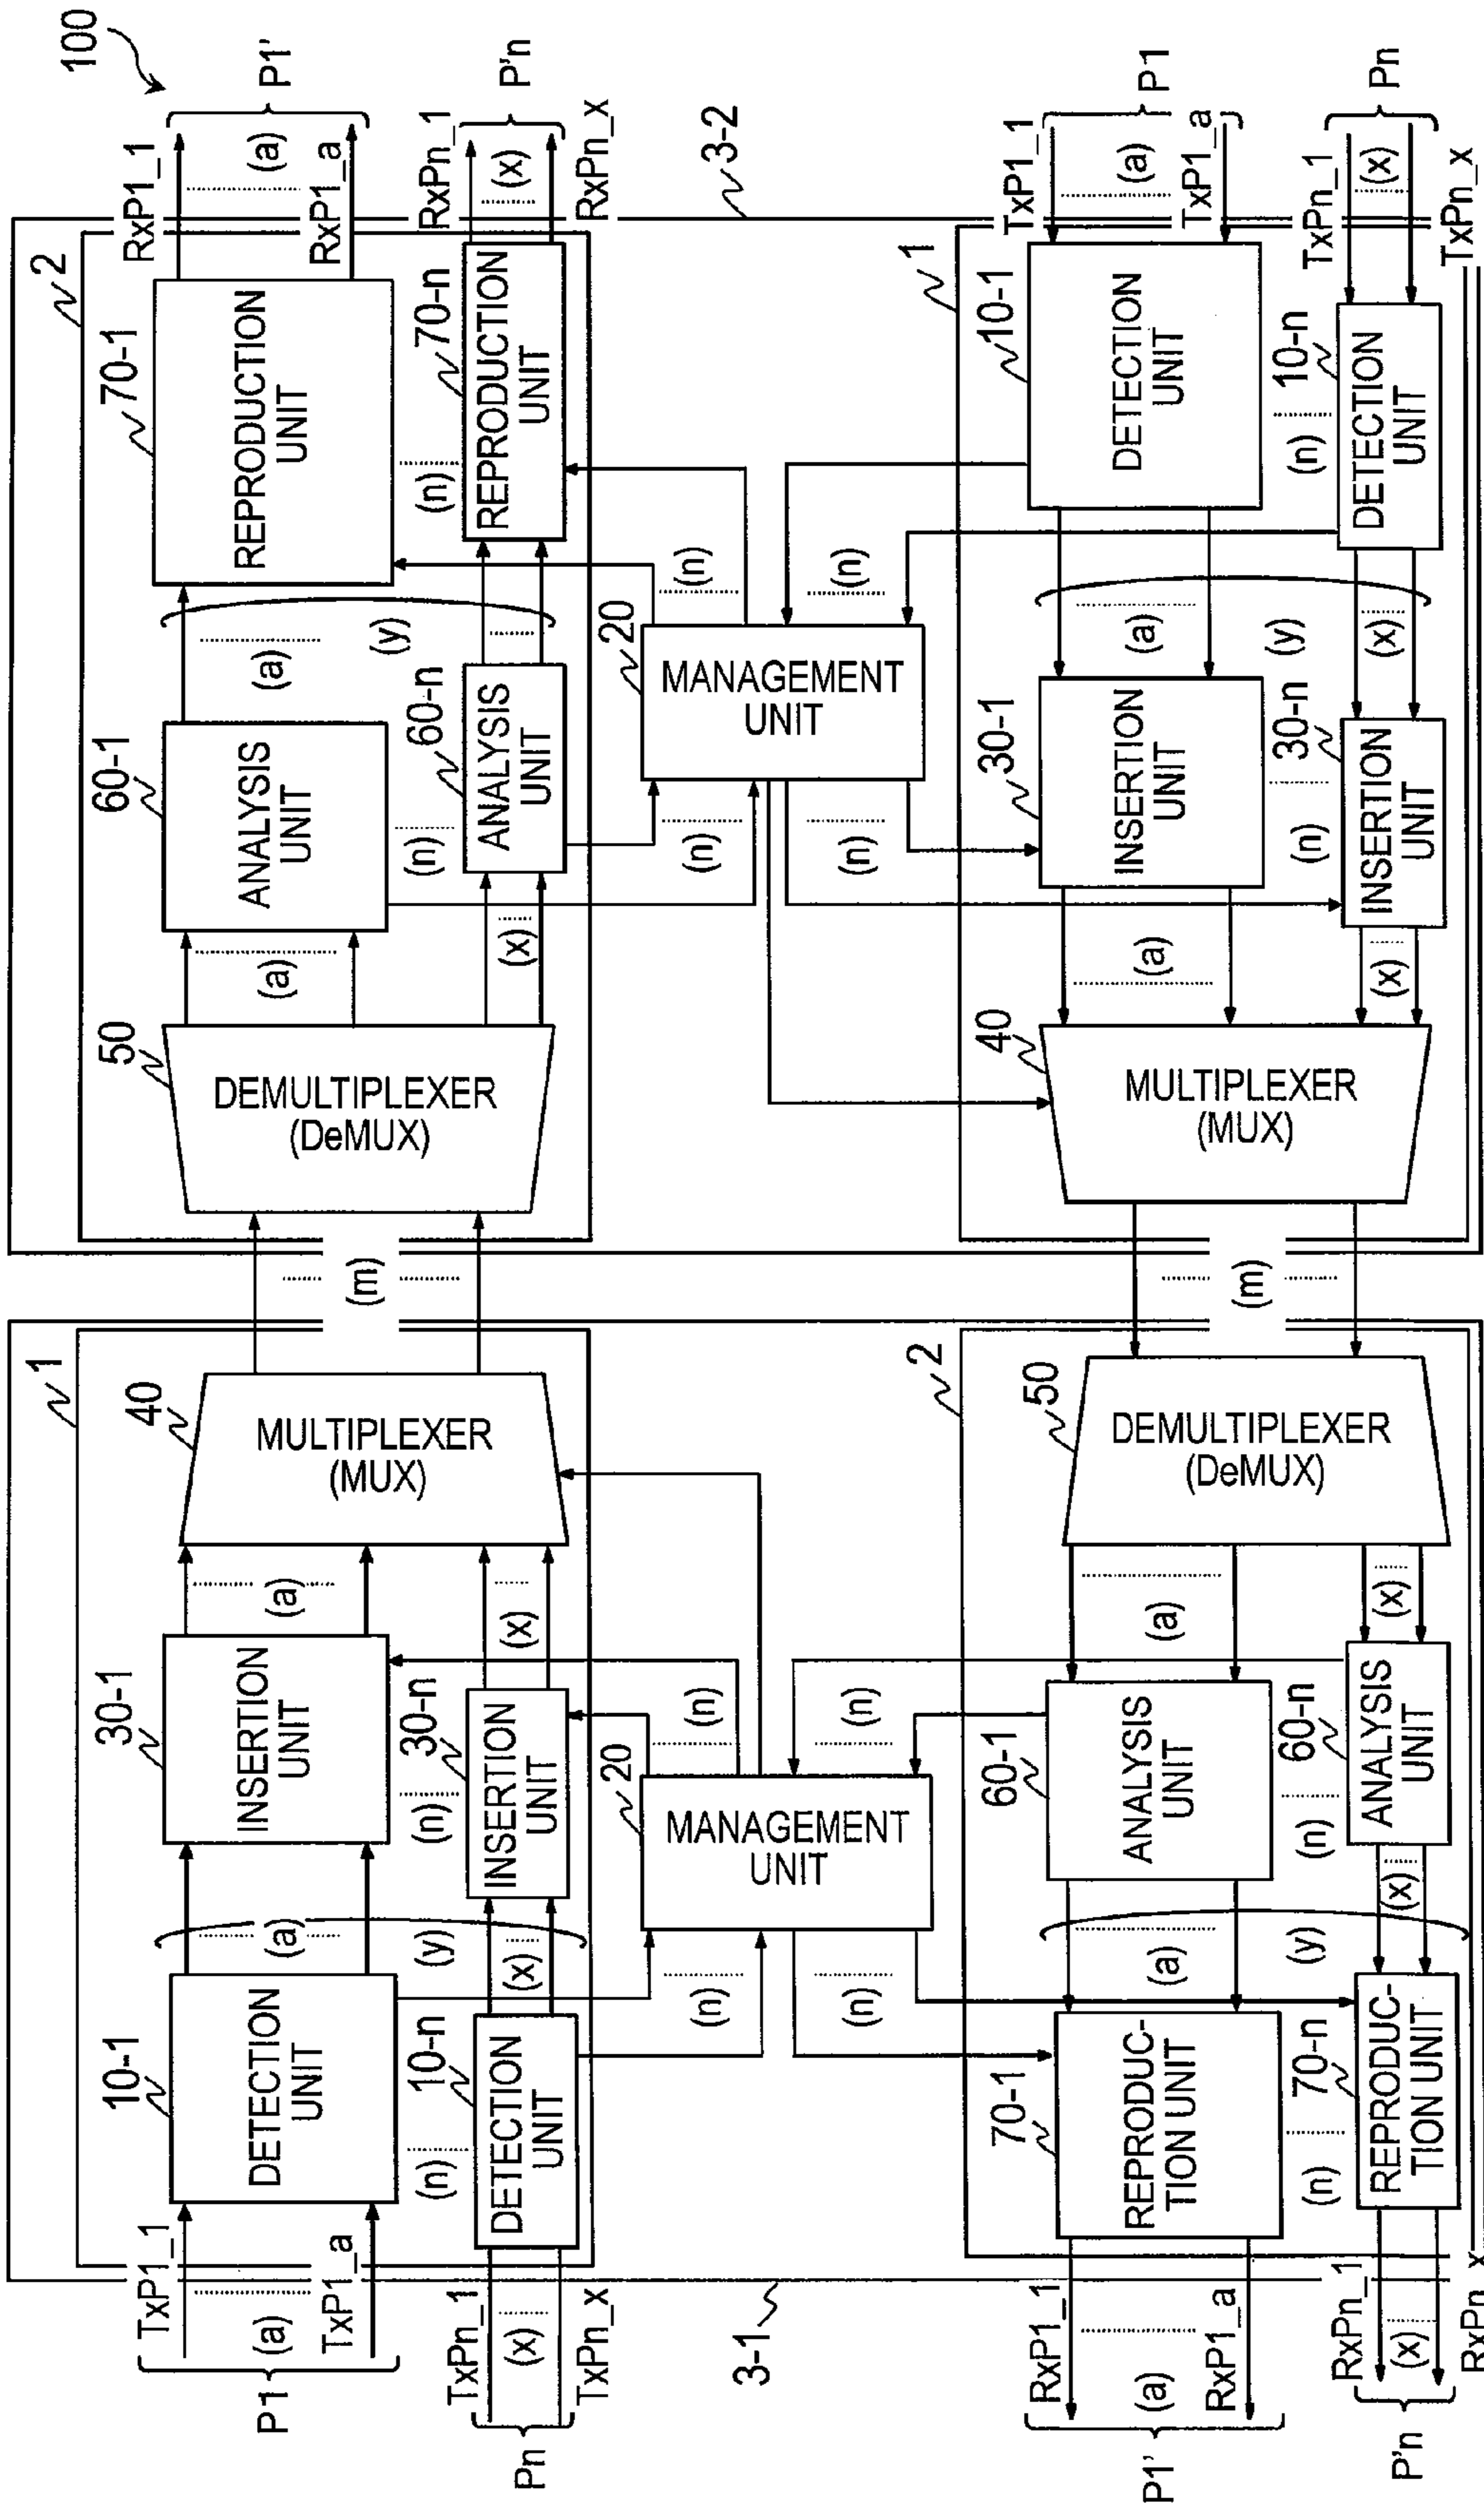 100
3-1
1
P1
TxP1_1
(a)
TxP1_a
Pn
TxPn_1
(x)
TxPn_x
10-1
DETECTION
UNIT
(n)
10-n
DETECTION
UNIT
(a)
(y)
(x)
30-1
INSERTION
UNIT
(n)
30-n
INSERTION
UNIT
(a)
(x)
40
MULTIPLEXER
(MUX)
(n)
(n)
20
MANAGEMENT
UNIT
(n)
(n)
2
50
DEMULTIPLEXER
(DeMUX)
(a)
(x)
60-1
ANALYSIS
UNIT
(n)
60-n
ANALYSIS
UNIT
(a)
(y)
(x)
70-1
REPRODUC-
TION UNIT
(n)
70-n
REPRODUC-
TION UNIT
RxP1_1
(a)
RxP1_a
P1'
RxPn_1
(x)
RxPn_x
P'n
(m)
(m)
3-2
2
50
DEMULTIPLEXER
(DeMUX)
(a)
(x)
60-1
ANALYSIS
UNIT
(n)
60-n
ANALYSIS
UNIT
(a)
(y)
70-1
REPRODUCTION
UNIT
(n)
70-n
REPRODUCTION
UNIT
RxP1_1
(a)
RxP1_a
P1'
RxPn_1
(x)
RxPn_x
P'n
(n)
(n)
20
MANAGEMENT
UNIT
(n)
(n)
1
40
MULTIPLEXER
(MUX)
(a)
(x)
30-1
INSERTION
UNIT
(n)
30-n
INSERTION
UNIT
(a)
(y)
(x)
10-1
DETECTION
UNIT
(n)
10-n
DETECTION
UNIT
TxP1_1
(a)
TxP1_a
P1
TxPn_1
(x)
TxPn_x
Pn